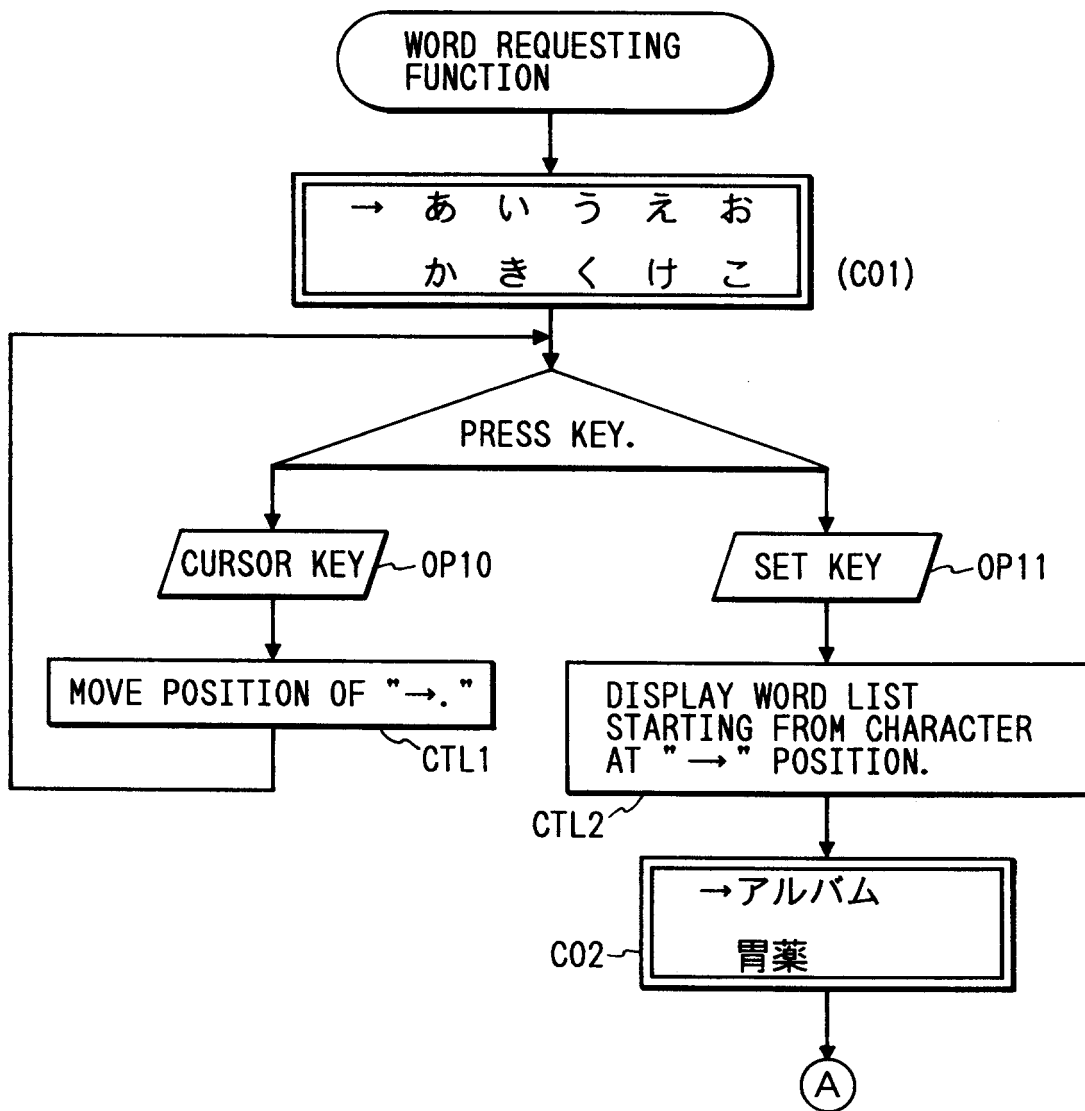 WORD REQUESTING
FUNCTION
→ あ い う え お
か き く け こ
(C01)
PRESS KEY.
CURSOR KEY
OP10
SET KEY
OP11
MOVE POSITION OF "→."
CTL1
DISPLAY WORD LIST
STARTING FROM CHARACTER
AT "→" POSITION.
CTL2
→アルバム
胃薬
C02
A